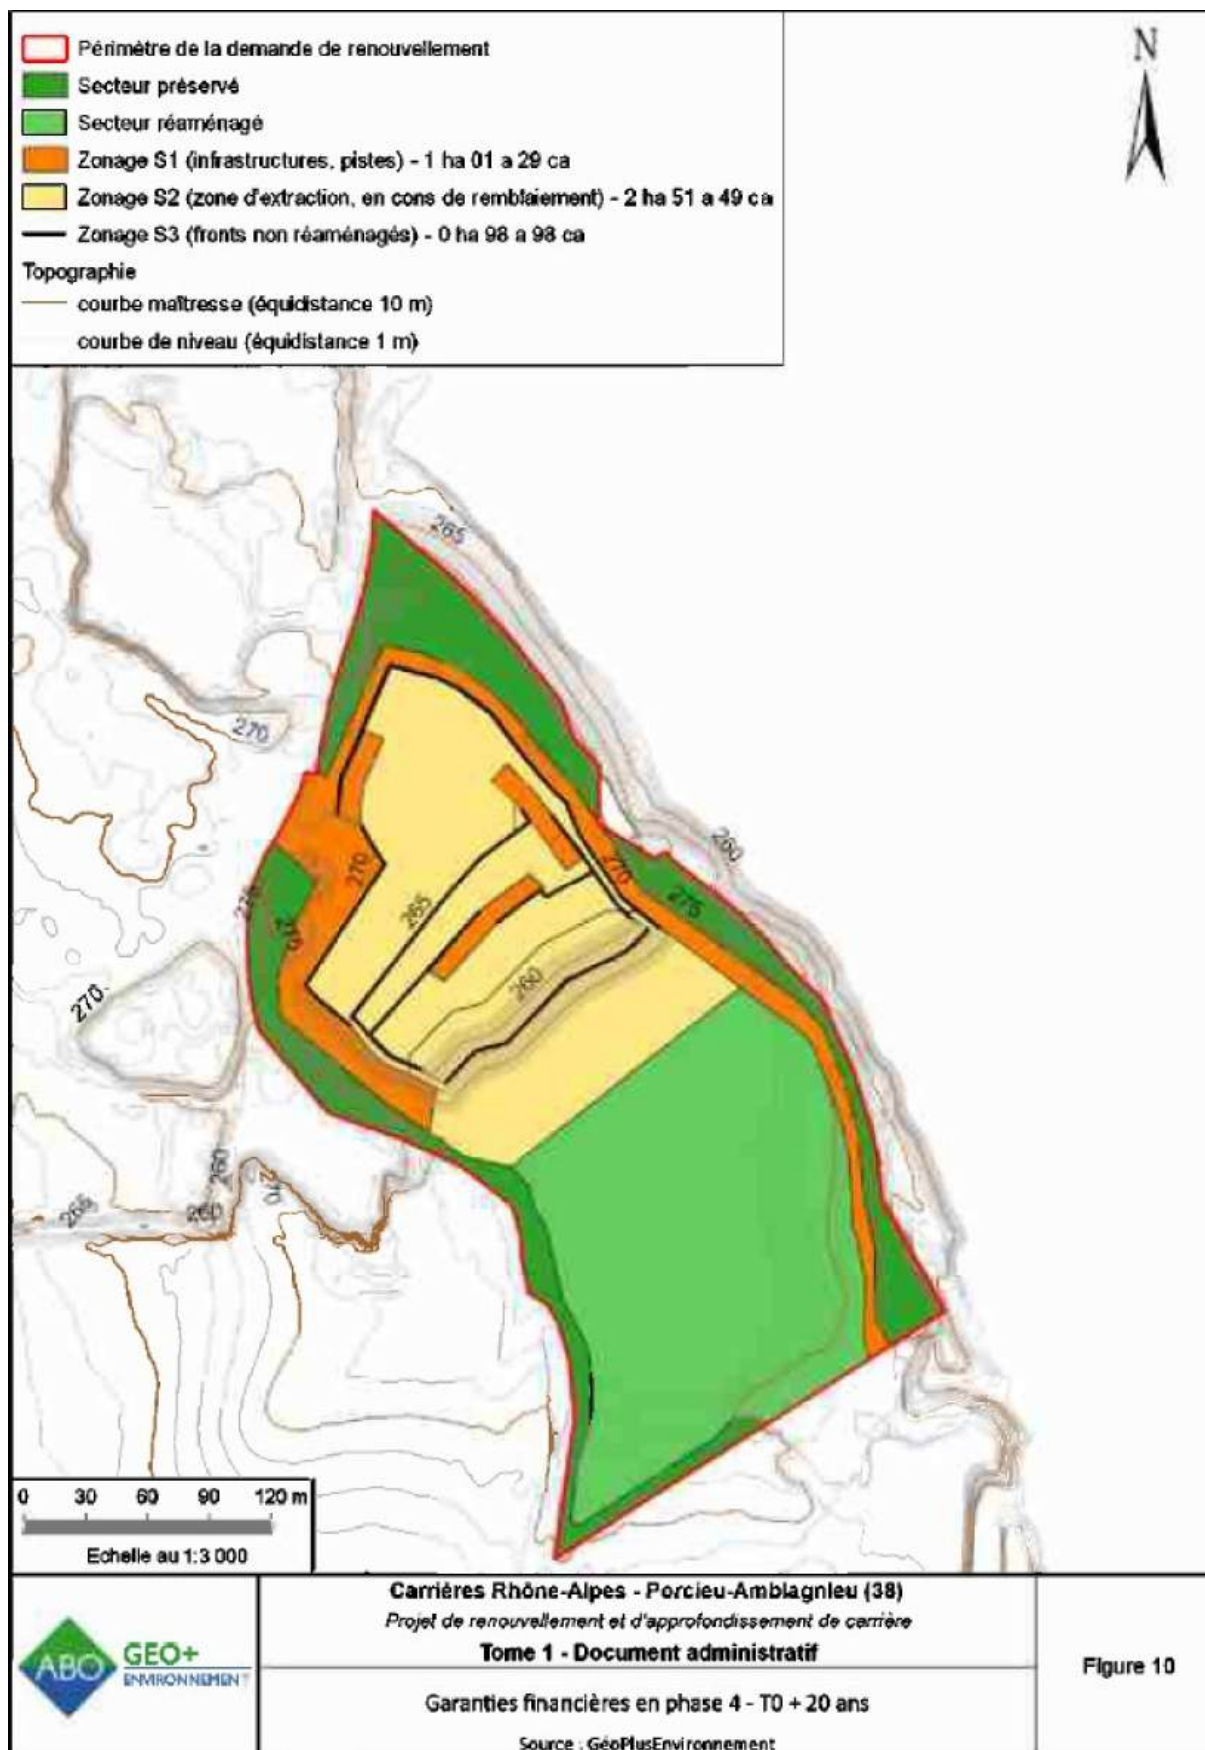 N
Périmètre de la demande de renouvellement
Secteur préservé
Secteur réaménagé
Zonage S1 (infrastructures, pistes) - 1 ha 01 a 29 ca
Zonage S2 (zone d'extraction, en cons de remblaiement) - 2 ha 51 a 49 ca
Zonage S3 (fronts non réaménagés) - 0 ha 98 a 98 ca
Topographie
courbe maîtresse (équidistance 10 m)
courbe de niveau (équidistance 1 m)
265
270
260
270
270
275
265
275
260
270
260
270
265
260
0 30 60 90 120 m
Echelle au 1:3 000
ABO
GEO+
ENVIRONNEMENT
Carrières Rhône-Alpes - Porcieu-Amblagnieu (38)
Projet de renouvellement et d'approfondissement de carrière
Tome 1 - Document administratif
Garanties financières en phase 4 - T0 + 20 ans
Source : GéoPlusEnvironnement
Figure 10